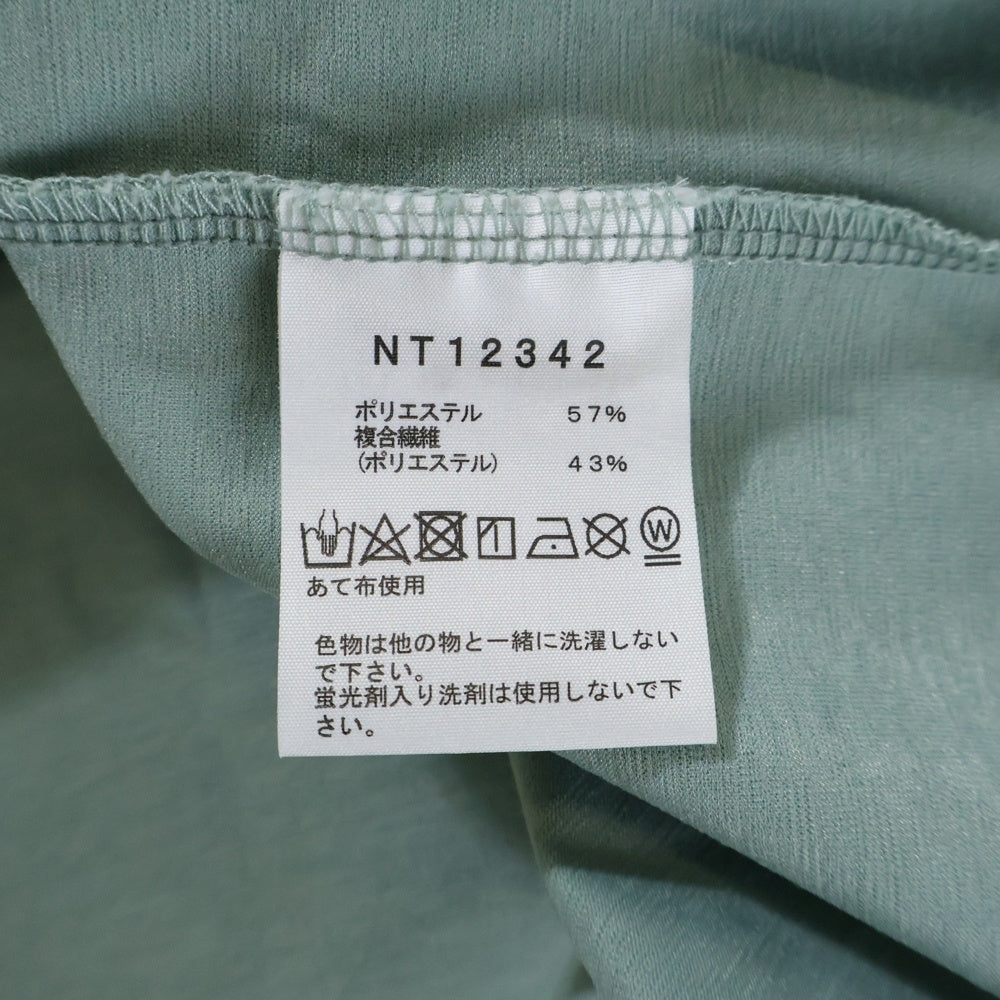 NT12342
ポリエステル 57%
複合繊維
(ポリエステル) 43%
W
あて布使用
色物は他の物と一緒に洗濯しない
で下さい。
蛍光剤入り洗剤は使用しないで下
さい。